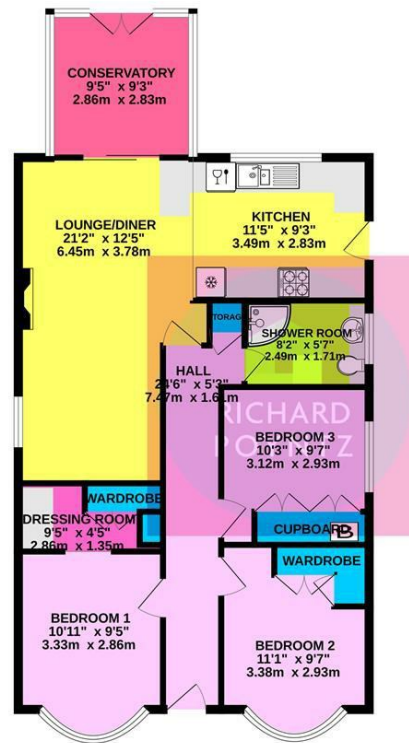 CONSERVATORY
9'5" x 9'3"
2.86m x 2.83m
LOUNGE/DINER
21'2" x 12'5"
6.45m x 3.78m
KITCHEN
11'5" x 9'3"
3.49m x 2.83m
TORAG
SHOWER ROOM
8'2" x 5'7"
2.49m x 1.71m
HALL
24'6" x 5'3"
7.47m x 1.61m
RICHARD
POYNTZ
BEDROOM 3
10'3" x 9'7"
3.12m x 2.93m
WARDROBE
DRESSING ROOM
9'5" x 4'5"
2.86m x 1.35m
CUPBOARD
B
WARDROBE
BEDROOM 1
10'11" x 9'5"
3.33m x 2.86m
BEDROOM 2
11'1" x 9'7"
3.38m x 2.93m